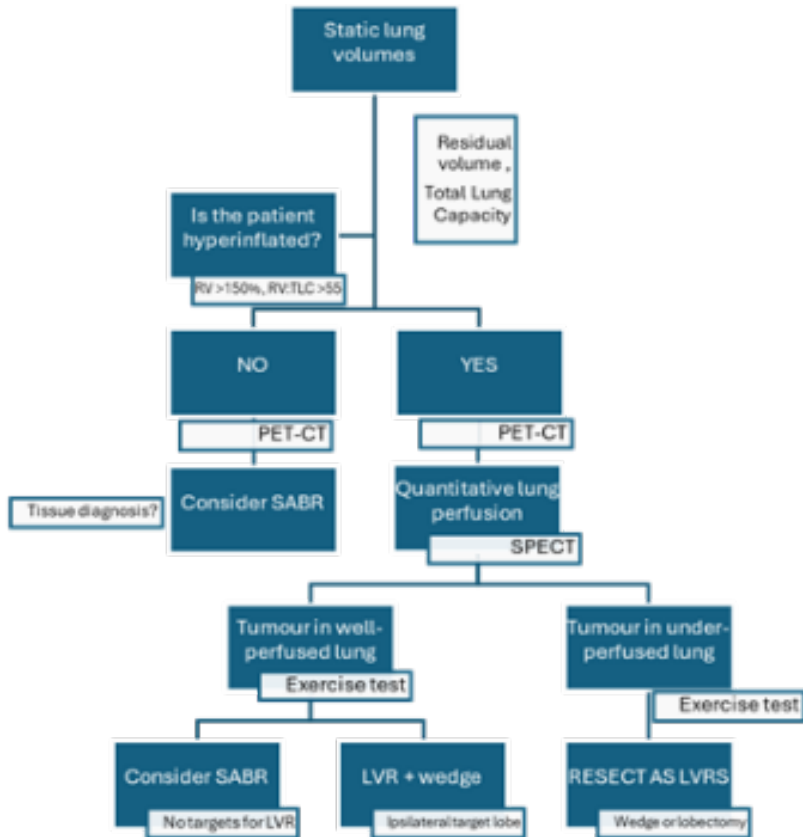 Static lung
volumes
Residual
volume ,
Total Lung
Capacity
Is the patient
hyperinflated?
RV >150%, RV:TLC >55
NO
YES
PET-CT
PET-CT
Tissue diagnosis?
Consider SABR
Quantitative lung
perfusion
SPECT
Tumour in well-
perfused lung
Exercise test
Tumour in under-
perfused lung
Exercise test
Consider SABR
No targets for LVR
LVR + wedge
Ipsilateral target lobe
RESECT AS LVRS
Wedge or lobectomy